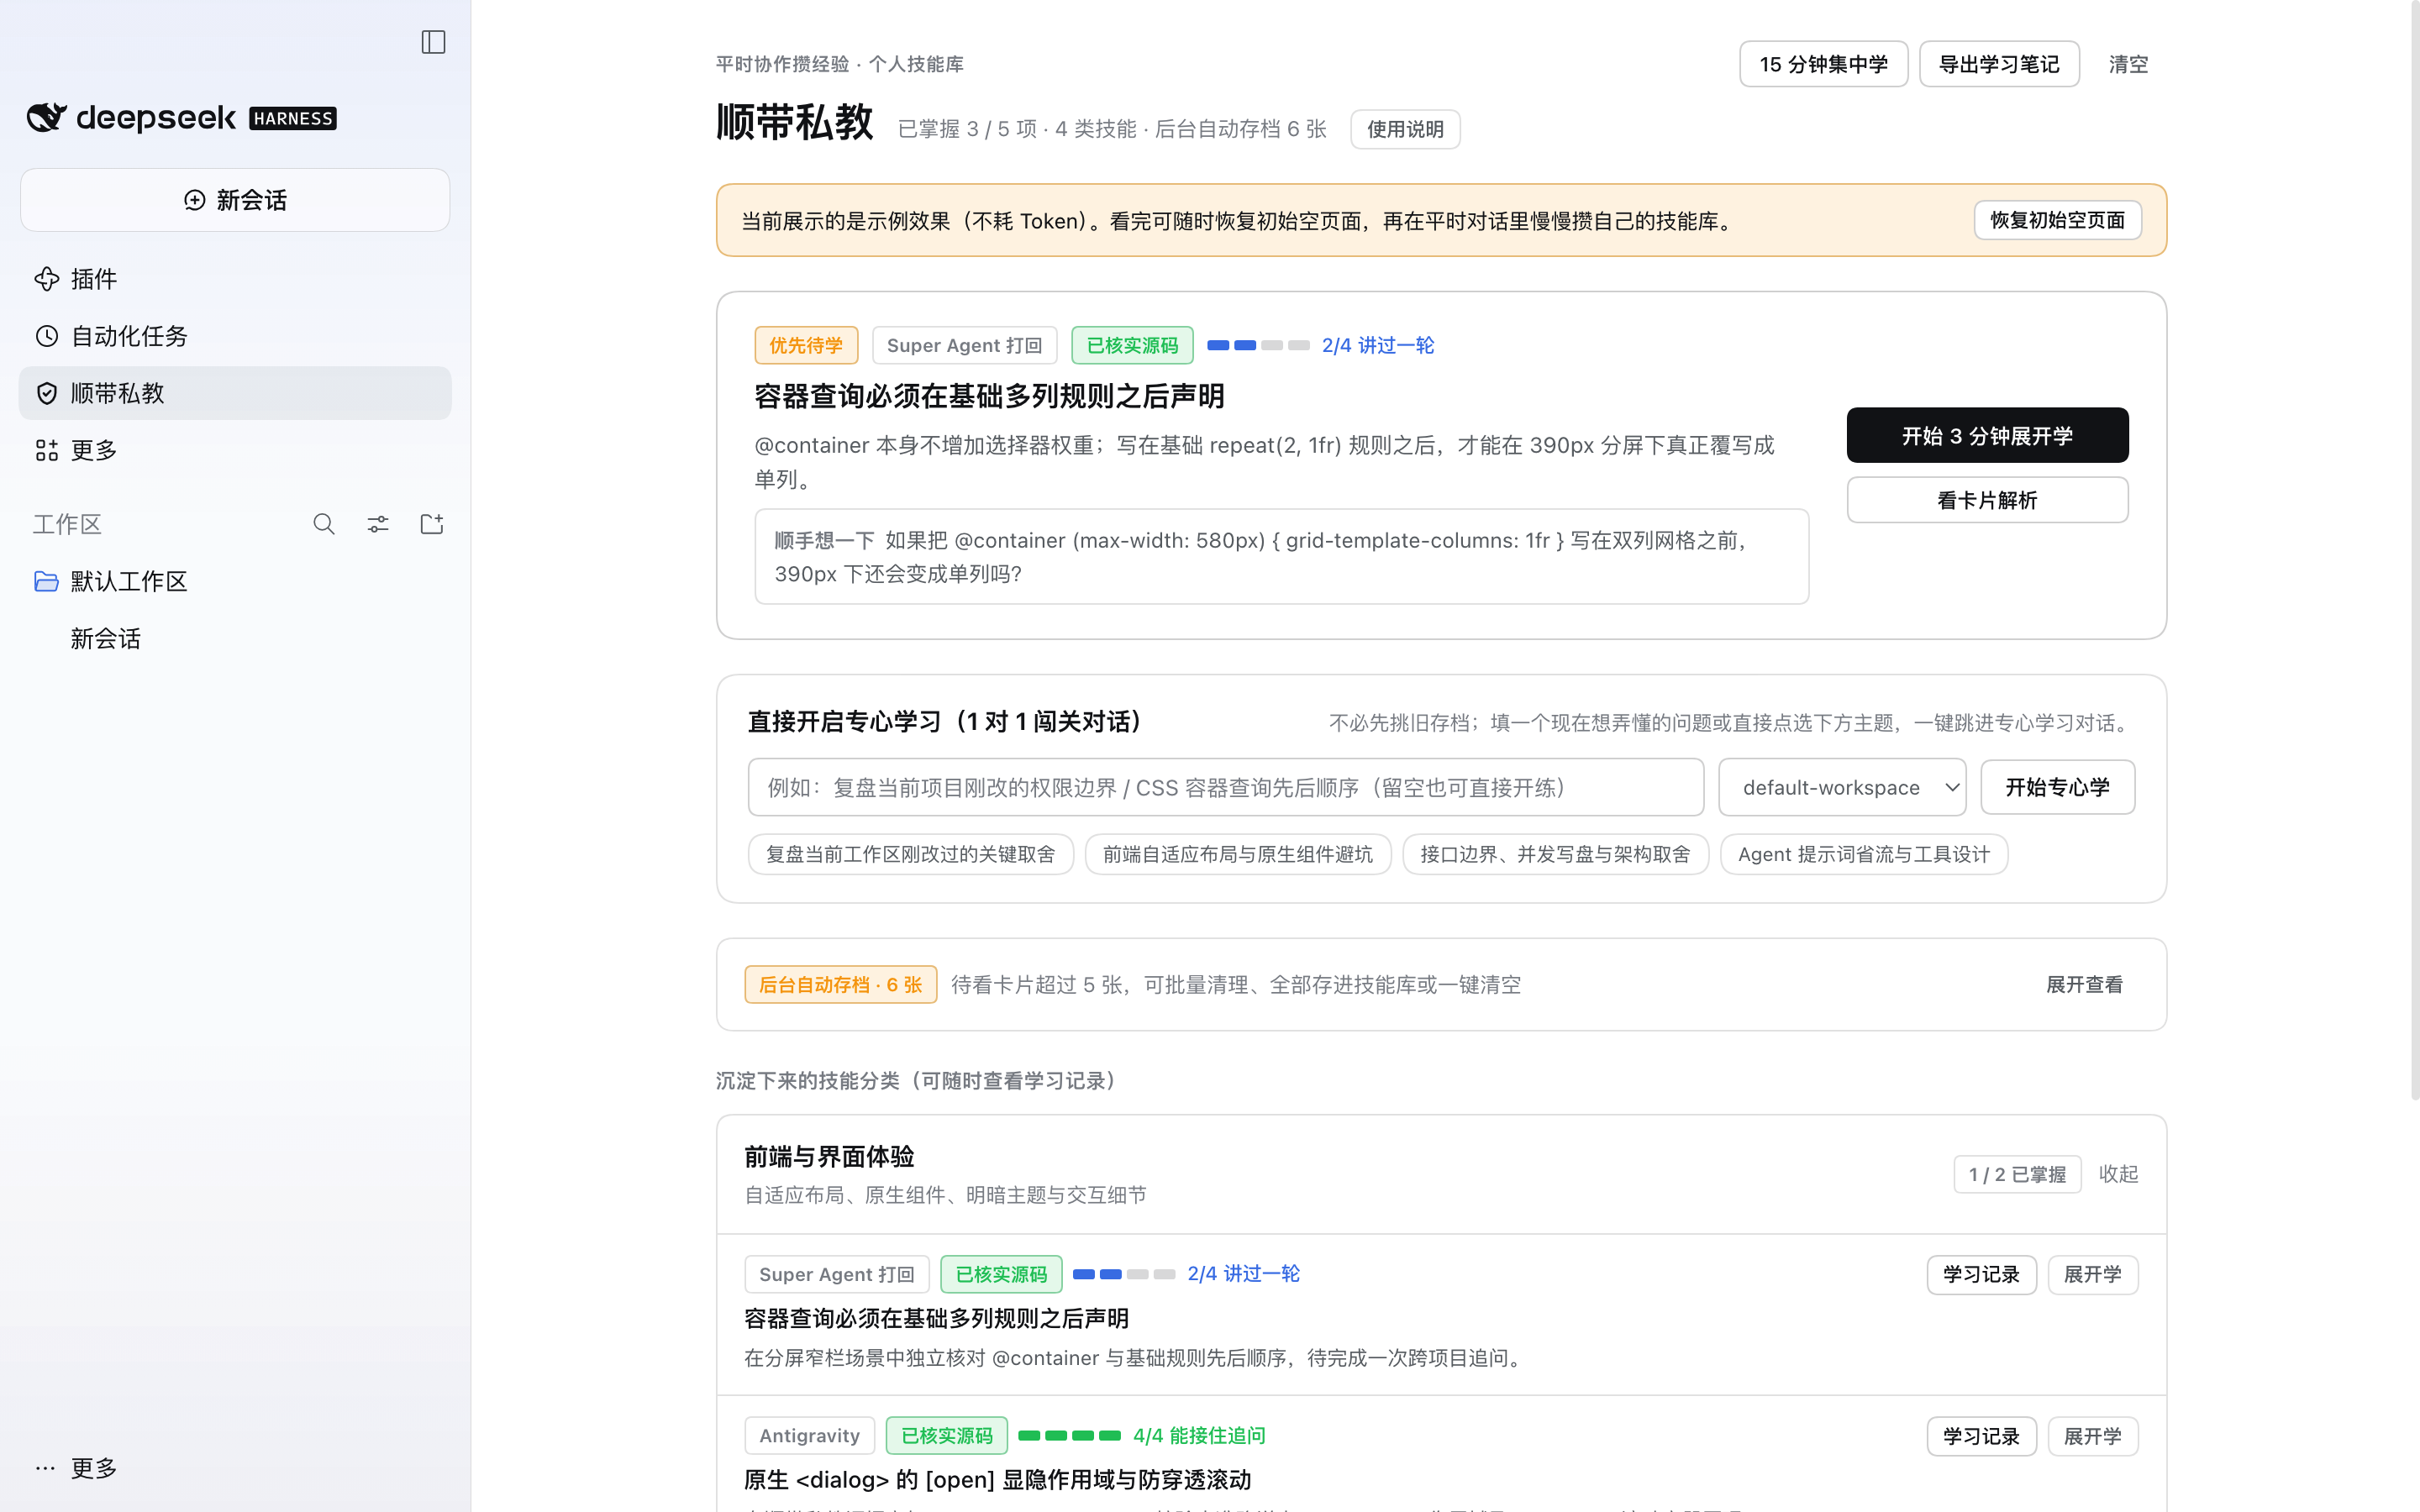 deepseek HARNESS
新会话
插件
自动化任务
顺带私教
更多
工作区
默认工作区
新会话
更多
平时协作攒经验 · 个人技能库
15 分钟集中学
导出学习笔记
清空
顺带私教
已掌握 3 / 5 项 · 4 类技能 · 后台自动存档 6 张
使用说明
当前展示的是示例效果（不耗 Token）。看完可随时恢复初始空页面，再在平时对话里慢慢攒自己的技能库。
恢复初始空页面
优先待学
Super Agent 打回
已核实源码
2/4 讲过一轮
容器查询必须在基础多列规则之后声明
@container 本身不增加选择器权重；写在基础 repeat(2, 1fr) 规则之后，才能在 390px 分屏下真正覆写成
单列。
顺手想一下 如果把 @container (max-width: 580px) { grid-template-columns: 1fr } 写在双列网格之前，
390px 下还会变成单列吗？
开始 3 分钟展开学
看卡片解析
直接开启专心学习（1 对 1 闯关对话）
不必先挑旧存档；填一个现在想弄懂的问题或直接点选下方主题，一键跳进专心学习对话。
例如：复盘当前项目刚改的权限边界 / CSS 容器查询先后顺序（留空也可直接开练）
default-workspace
开始专心学
复盘当前工作区刚改过的关键取舍
前端自适应布局与原生组件避坑
接口边界、并发写盘与架构取舍
Agent 提示词省流与工具设计
后台自动存档 · 6 张
待看卡片超过 5 张，可批量清理、全部存进技能库或一键清空
展开查看
沉淀下来的技能分类（可随时查看学习记录）
前端与界面体验
自适应布局、原生组件、明暗主题与交互细节
1 / 2 已掌握
收起
Super Agent 打回
已核实源码
2/4 讲过一轮
学习记录
展开学
容器查询必须在基础多列规则之后声明
在分屏窄栏场景中独立核对 @container 与基础规则先后顺序，待完成一次跨项目追问。
Antigravity
已核实源码
4/4 能接住追问
学习记录
展开学
原生 <dialog> 的 [open] 显隐作用域与防穿透滚动